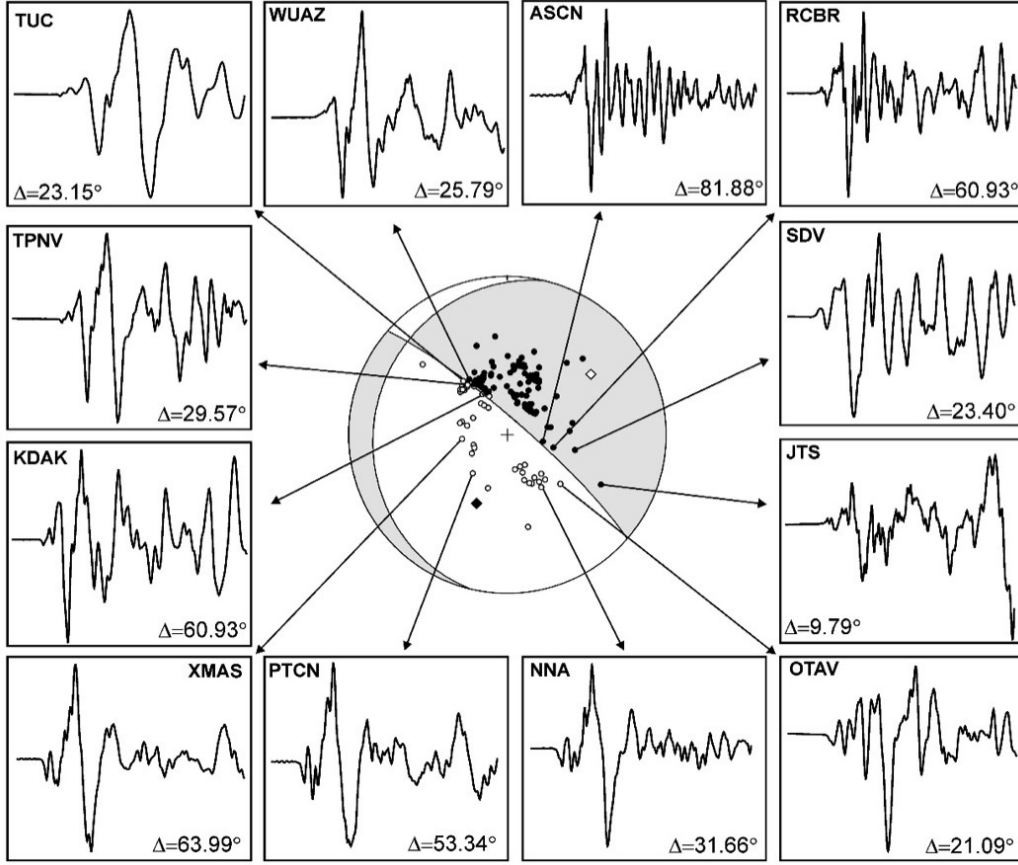 TUC
Δ=23.15°
WUAZ
Δ=25.79°
ASCN
Δ=81.88°
RCBR
Δ=60.93°
TPNV
Δ=29.57°
SDV
Δ=23.40°
KDAK
Δ=60.93°
JTS
Δ=9.79°
XMAS
Δ=63.99°
PTCN
Δ=53.34°
NNA
Δ=31.66°
OTAV
Δ=21.09°